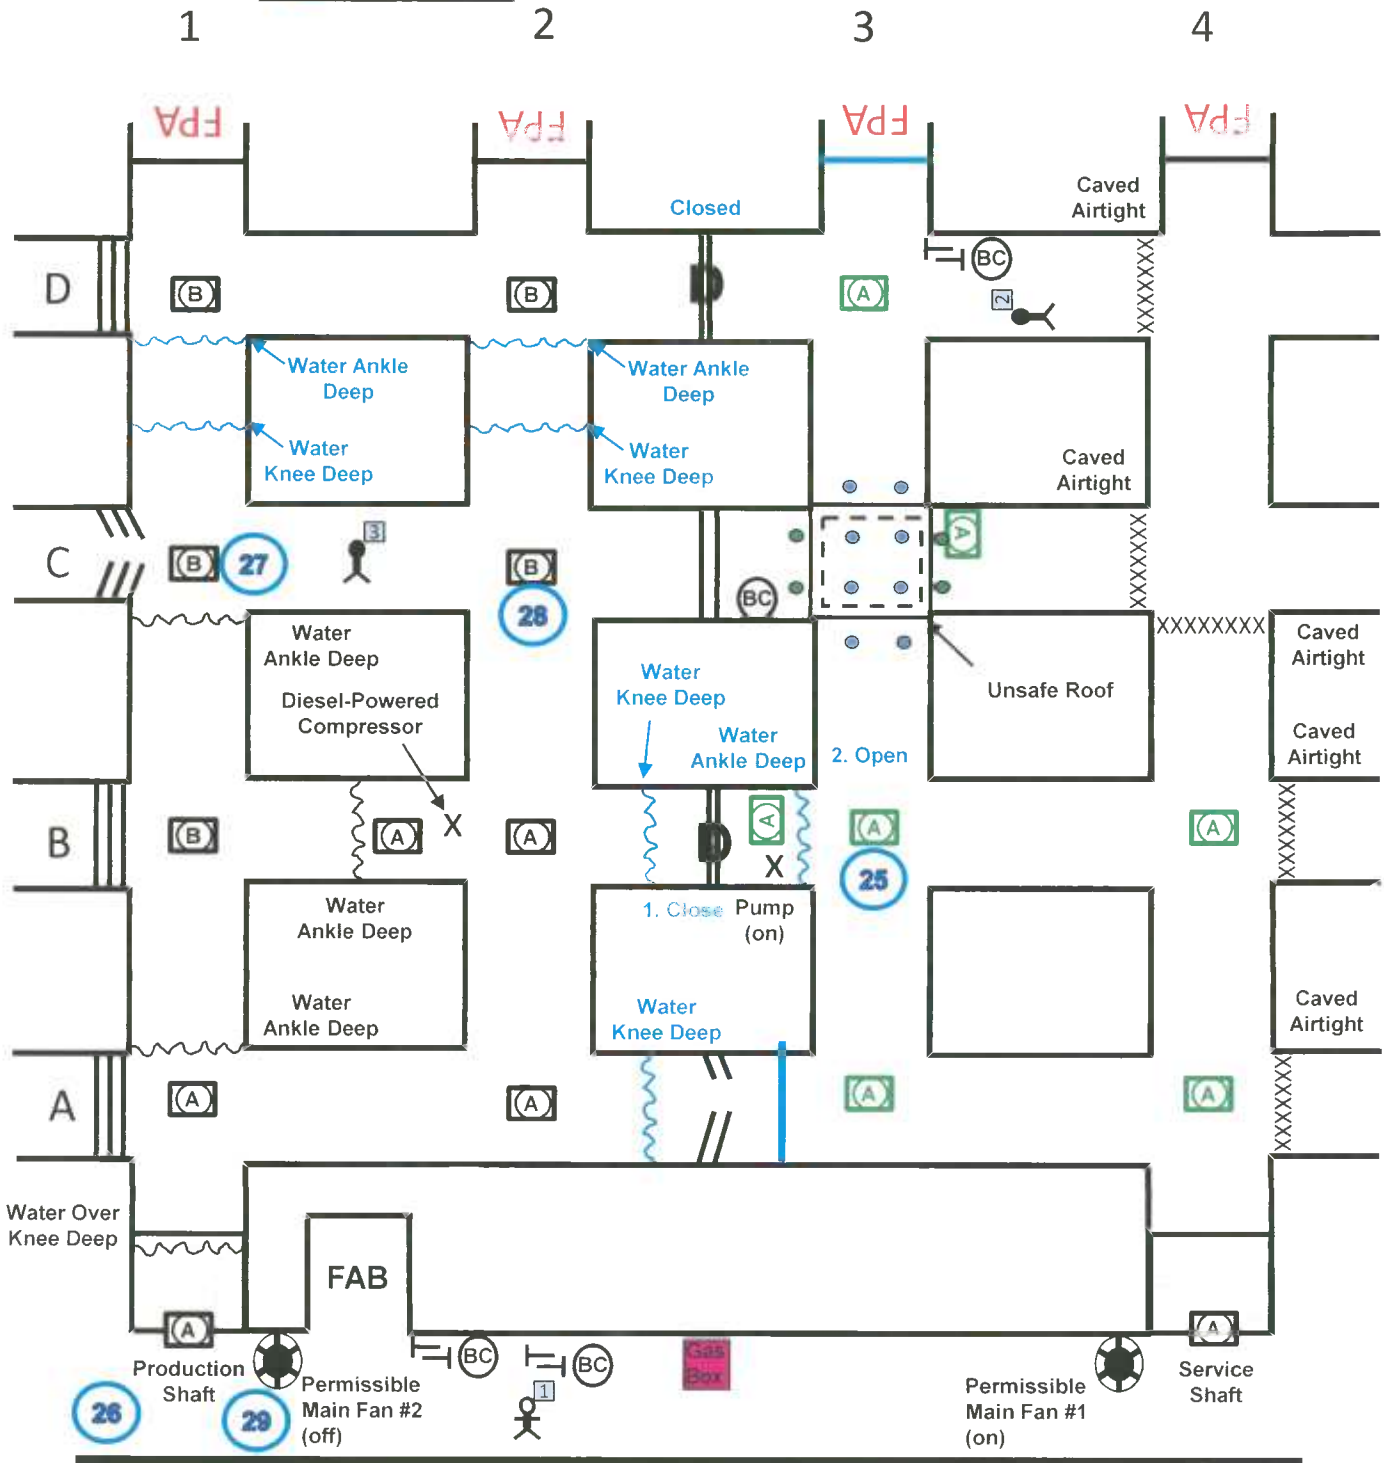 1 2 3 4
FPA FPA FPA FPA
Caved
Airtight
Closed
BC
D
B B A
2
Water Ankle
Deep
Water Ankle
Deep
Water
Knee Deep
Water
Knee Deep
Caved
Airtight
A
C
3
B 27
B
28
BC
Water
Ankle Deep
Caved
Airtight
Water
Knee Deep
Unsafe Roof
Diesel-Powered
Compressor
Water
Ankle Deep
2. Open
Caved
Airtight
B
B A X A
A
X
A
25
A
1. Close
Pump
(on)
Water
Ankle Deep
Water
Ankle Deep
Water
Knee Deep
Caved
Airtight
A
A A A A
Water Over
Knee Deep
FAB
A
A
Production
Shaft
BC BC
Gas
Box
Service
Shaft
Permissible
Main Fan #2
(off)
1
Permissible
Main Fan #1
(on)
26 29